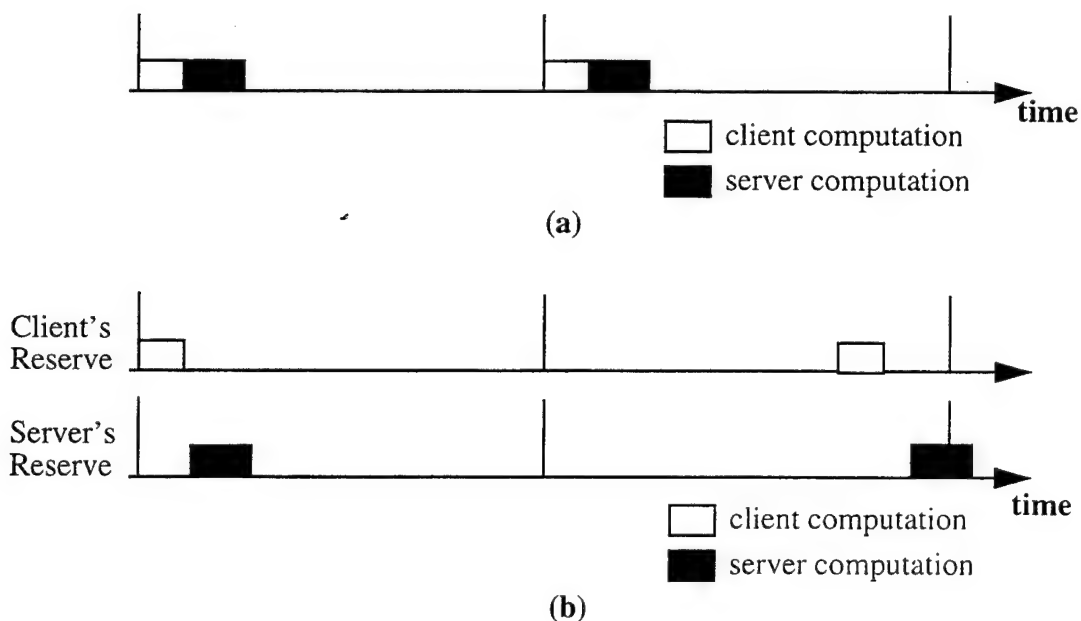 time
client computation
server computation
(a)
Client's
Reserve
Server's
Reserve
time
client computation
server computation
(b)